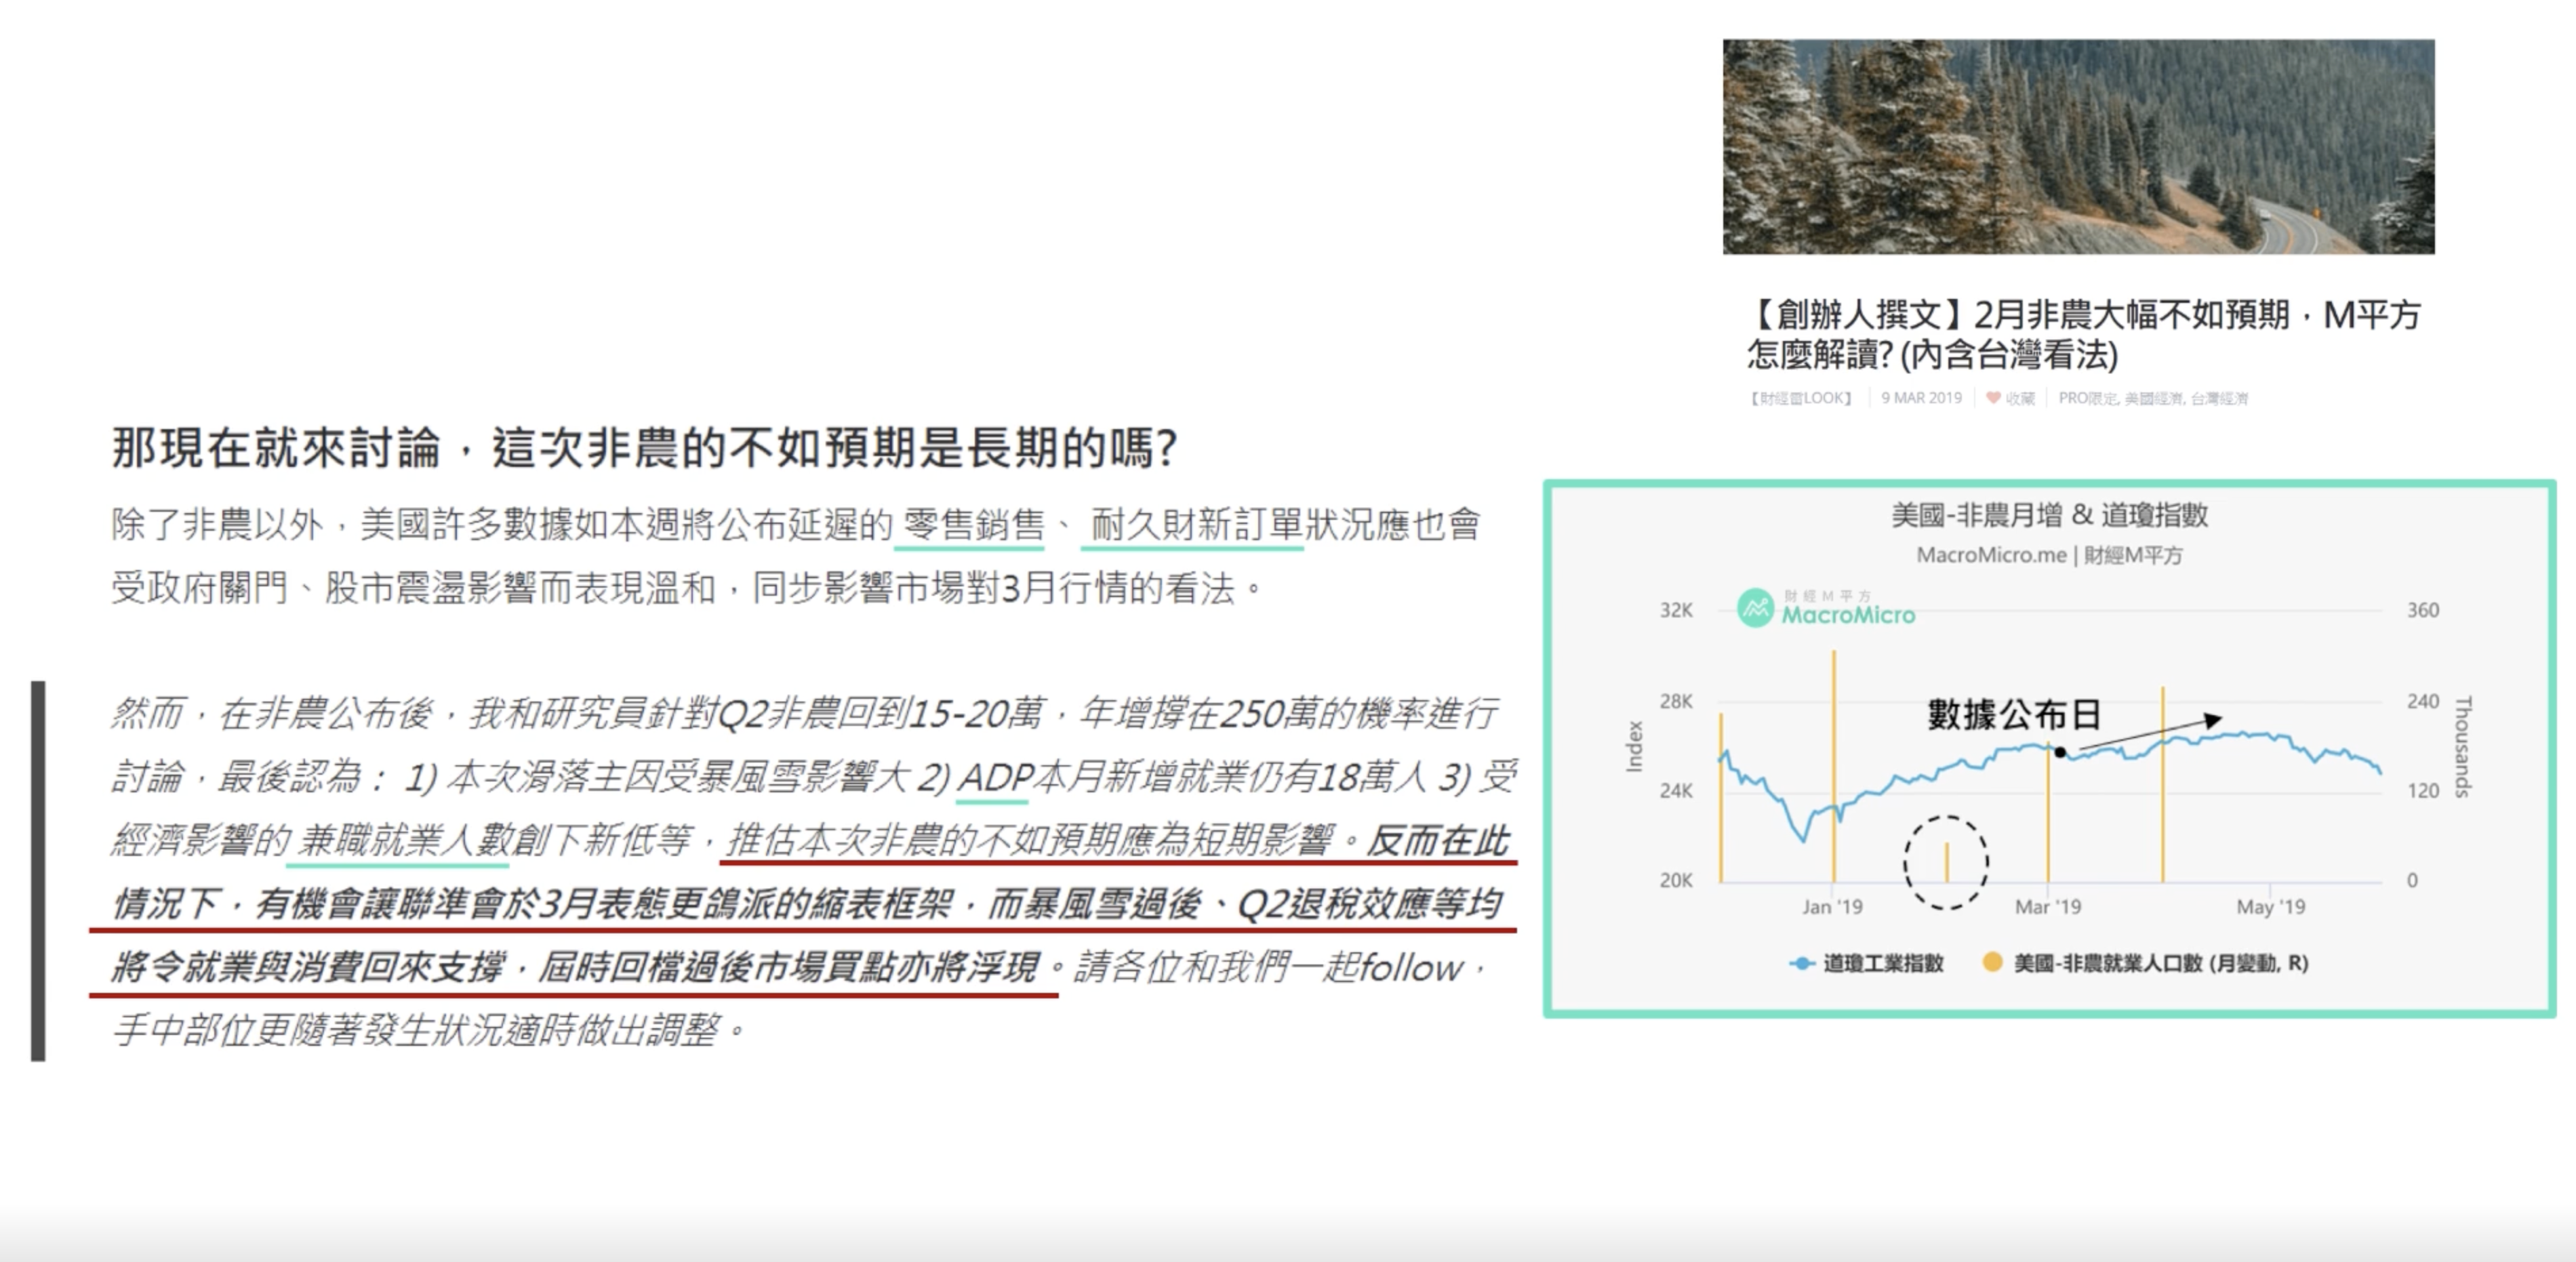 【創辦人撰文】2月非農大幅不如預期，M平方
怎麼解讀? (內含台灣看法)
【財經雷LOOK】 9 MAR 2019 收藏 PRO限定, 美國經濟, 台灣經濟
那現在就來討論，這次非農的不如預期是長期的嗎?
除了非農以外，美國許多數據如本週將公布延遲的 零售銷售、 耐久財新訂單狀況應也會
受政府關門、股市震盪影響而表現溫和，同步影響市場對3月行情的看法。
然而，在非農公布後，我和研究員針對Q2非農回到15-20萬，年增撐在250萬的機率進行
討論，最後認為： 1) 本次滑落主因受暴風雪影響大 2) ADP本月新增就業仍有18萬人 3) 受
經濟影響的 兼職就業人數創下新低等，推估本次非農的不如預期應為短期影響。反而在此
情況下，有機會讓聯準會於3月表態更鴿派的縮表框架，而暴風雪過後、Q2退稅效應等均
將令就業與消費回來支撐，屆時回檔過後市場買點亦將浮現。請各位和我們一起follow，
手中部位更隨著發生狀況適時做出調整。
美國-非農月增 & 道瓊指數
MacroMicro.me | 財經M平方
財經M平方
MacroMicro
32K
28K
24K
20K
Index
360
240
120
0
Thousands
數據公布日
Jan '19
Mar '19
May '19
道瓊工業指數
美國-非農就業人口數 (月變動, R)